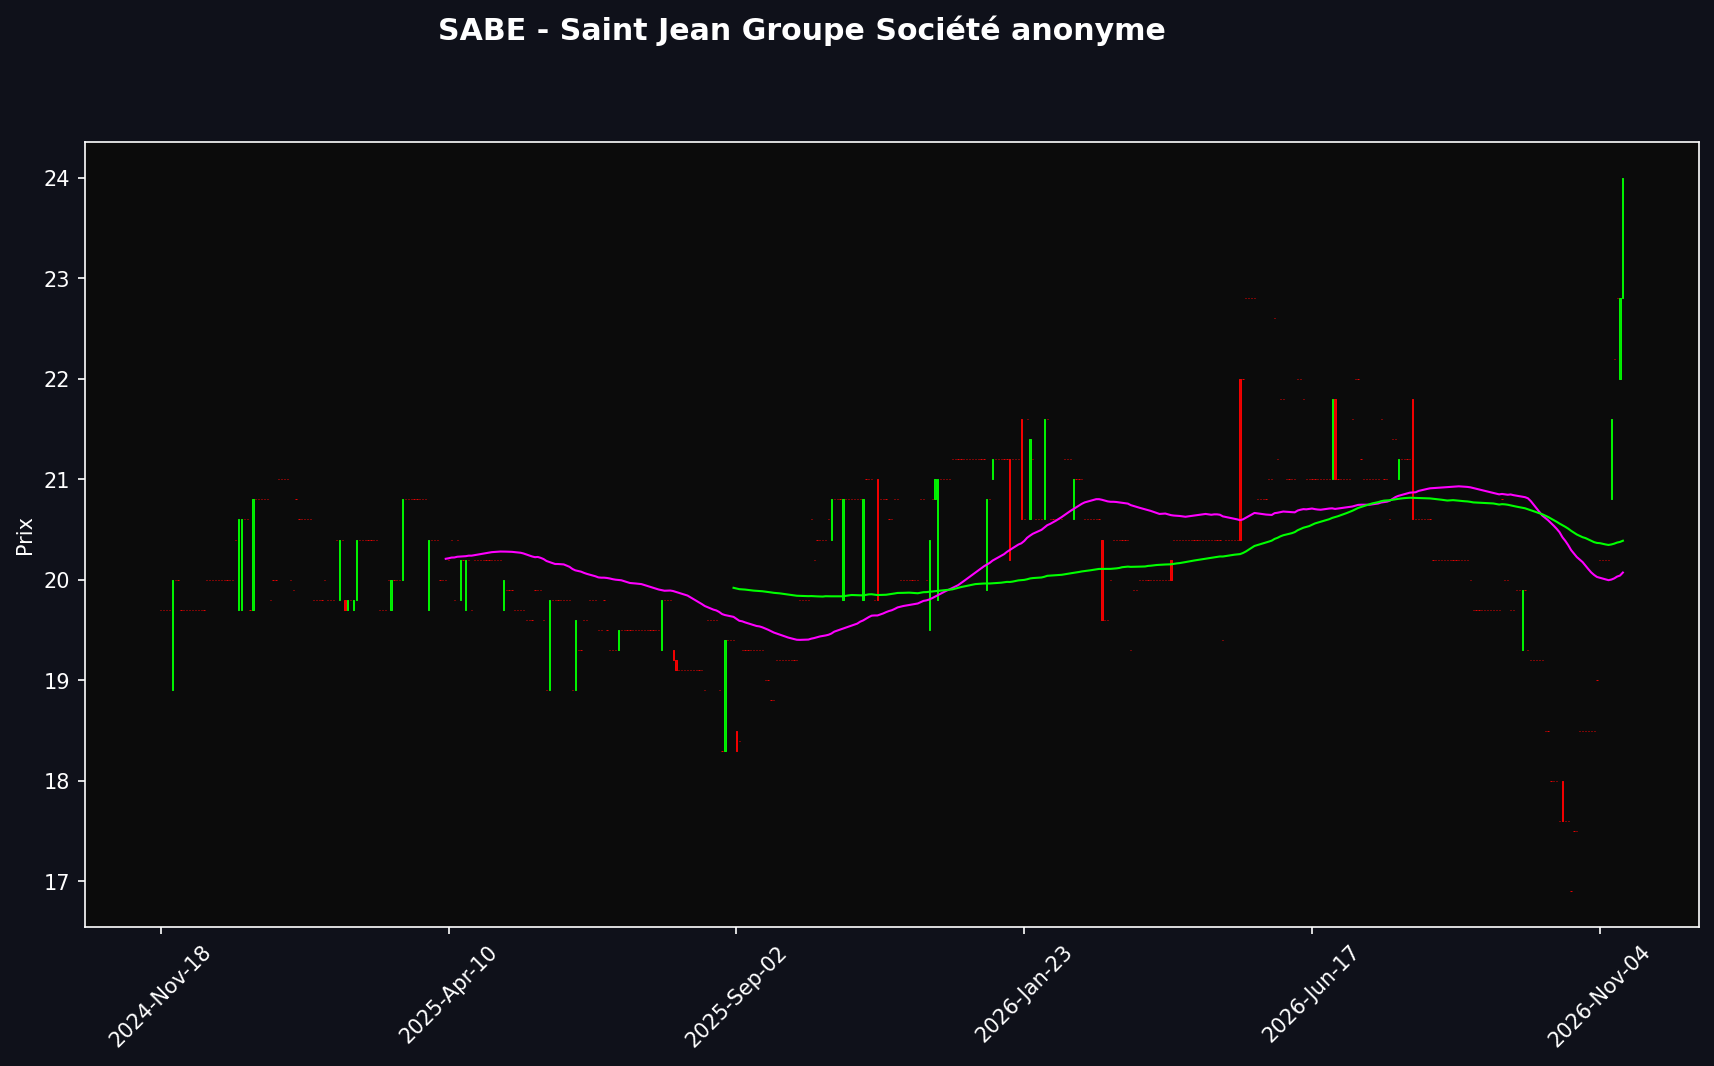 SABE - Saint Jean Groupe Société anonyme
Prix
24
23
22
21
20
19
18
17
2024-Nov-18
2025-Apr-10
2025-Sep-02
2026-Jan-23
2026-Jun-17
2026-Nov-04